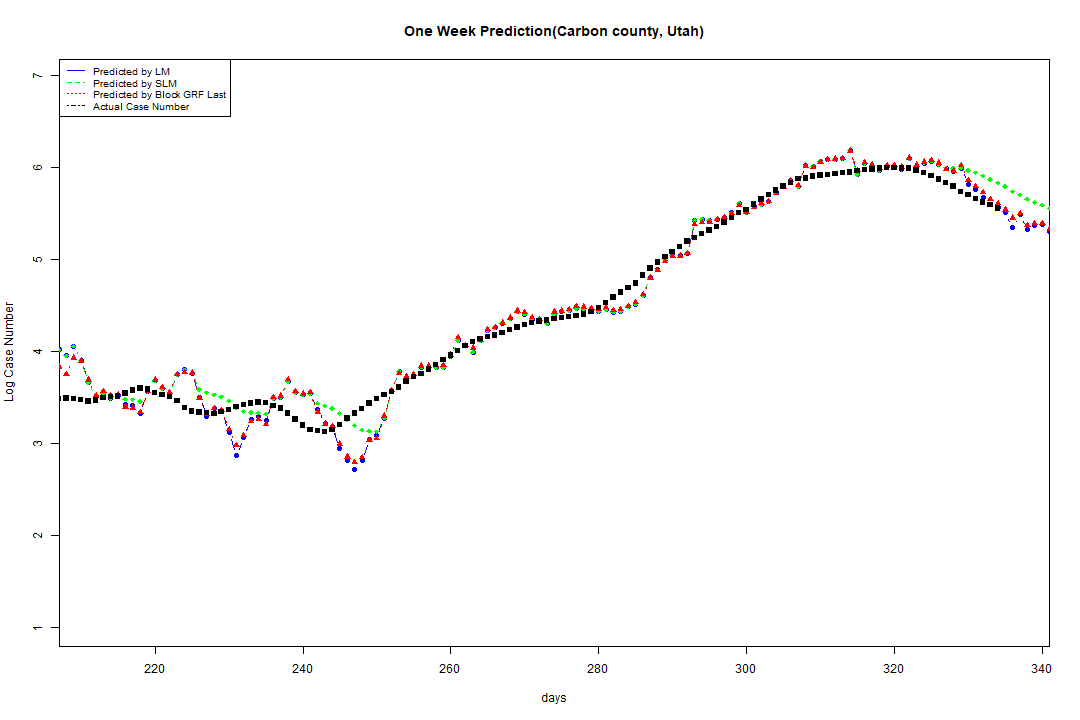 One Week Prediction(Carbon county, Utah)
Predicted by LM
Predicted by SLM
Predicted by Block GRF Last
Actual Case Number
7
6
5
4
3
2
1
Log Case Number
220 240 260 280 300 320 340
days